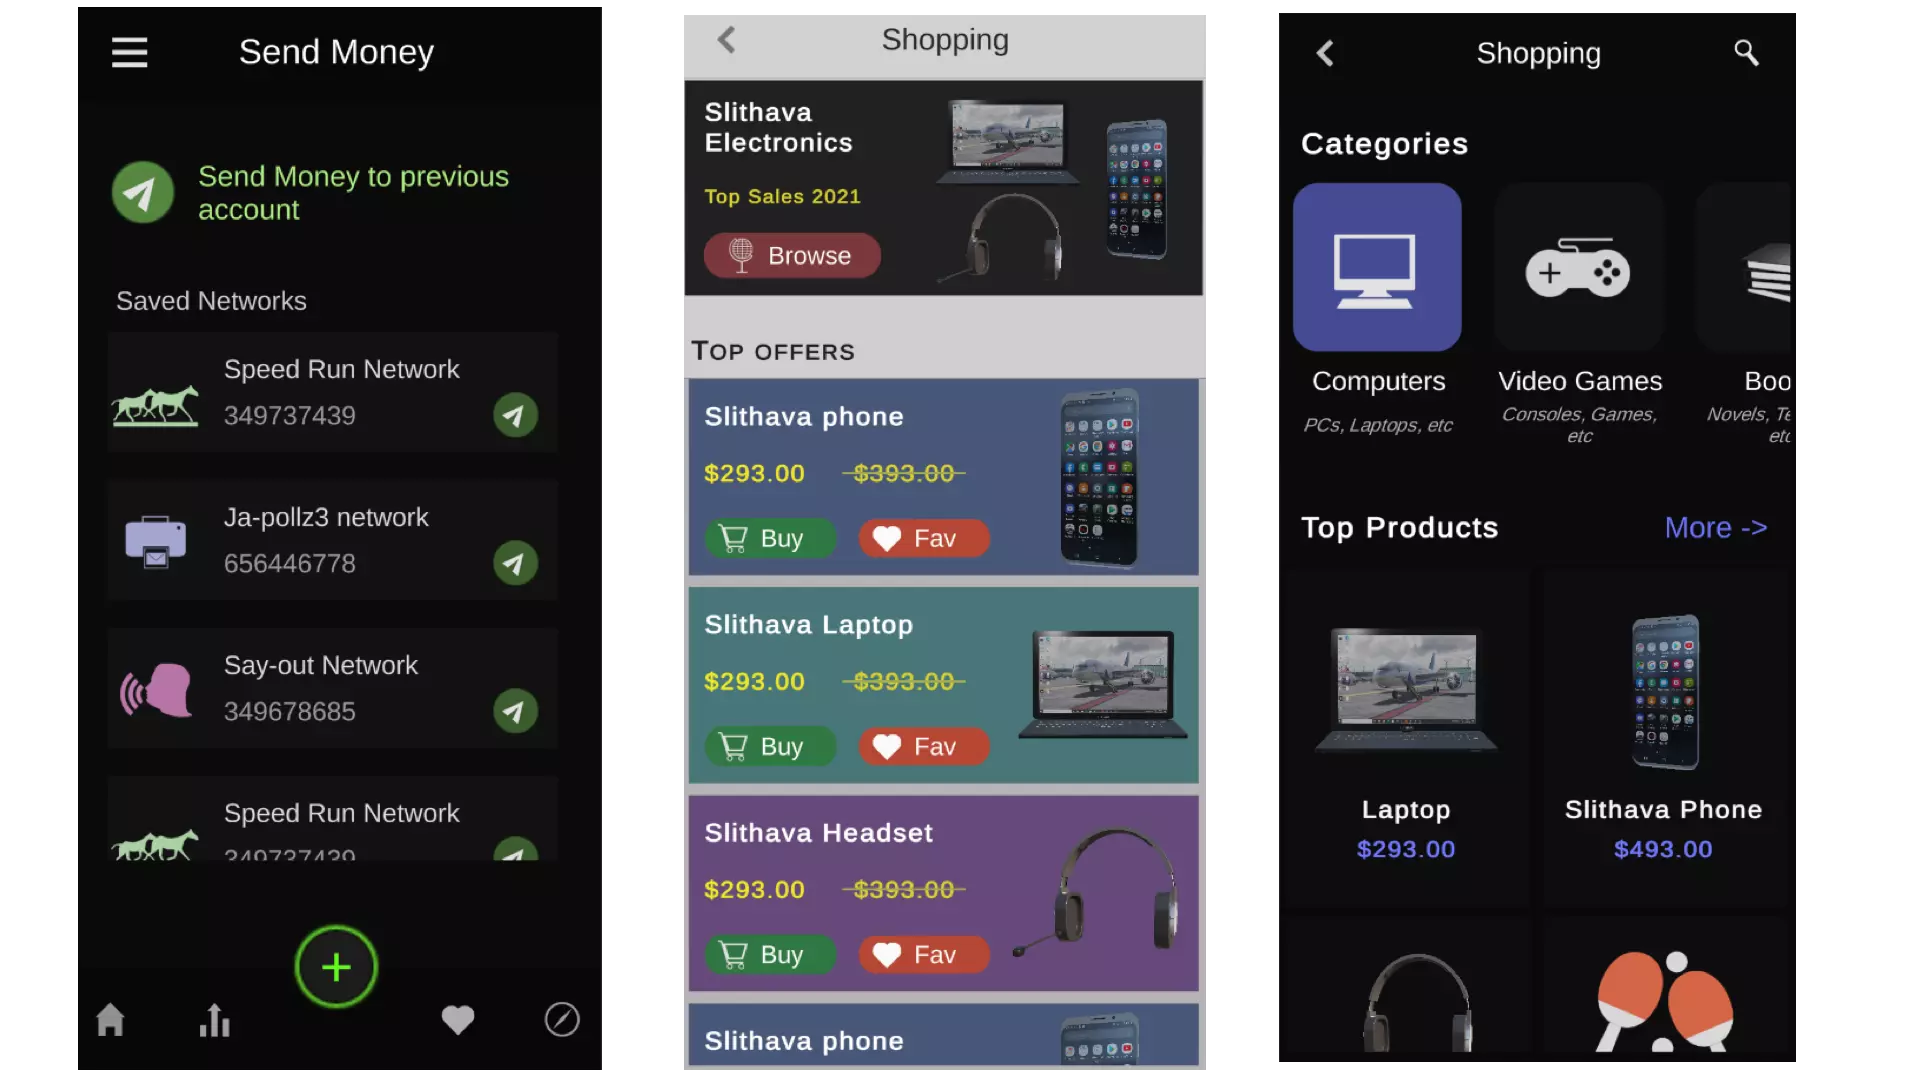 Send Money
Send Money to previous
account
Saved Networks
Speed Run Network
349737439
Ja-pollz3 network
656446778
Say-out Network
349678685
Speed Run Network
349737439
Shopping
Slithava
Electronics
Top Sales 2021
Browse
TOP OFFERS
Slithava phone
$293.00 $393.00
Buy Fav
Slithava Laptop
$293.00 $393.00
Buy Fav
Slithava Headset
$293.00 $393.00
Buy Fav
Slithava phone
Shopping
Categories
Computers
PCs, Laptops, etc
Video Games
Consoles, Games,
etc
Boo
Novels, Te
etc
Top Products
More ->
Laptop
$293.00
Slithava Phone
$493.00